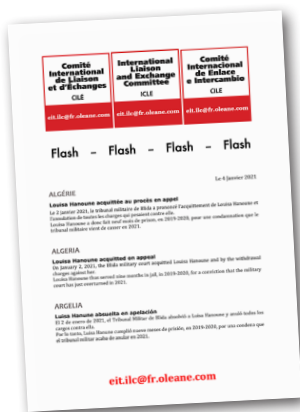 Comité
International
de Liaison
et d'Échanges
CILE
eit.ilc@fr.oleane.com
International
Liaison
and Exchange
Committee
ICLE
eit.ilc@fr.oleane.com
Comité
Internacional
de Enlace
e Intercambio
CILE
eit.ilc@fr.oleane.com
Flash – Flash – Flash – Flash
Le 4 janvier 2021
ALGÉRIE
Louisa Hanoune acquittée au procès en appel
Le 2 janvier 2021, le tribunal militaire de Blida a prononcé l'acquittement de Louisa Hanoune et
l'annulation de toutes les charges qui pesaient contre elle.
Louisa Hanoune a donc fait neuf mois de prison, en 2019-2020, pour une condamnation que le
tribunal militaire vient de casser en 2021.
ALGERIA
Louisa Hanoune acquitted on appeal
On January 2, 2021, the Blida military court acquitted Louisa Hanoune and by the withdrawal
charges against her.
Louisa Hanoune thus served nine months in jail, in 2019-2020, for a conviction that the military
court has just overturned in 2021.
ARGELIA
Luisa Hanune absuelta en apelación
El 2 de enero de 2021, el Tribunal Militar de Blida absolvió a Luisa Hanune y anuló todos los
cargos contra ella.
Por lo tanto, Luisa Hanune cumplió nueve meses de prisión, en 2019-2020, por una condena que
el tribunal militar acaba de anular en 2021.
eit.ilc@fr.oleane.com